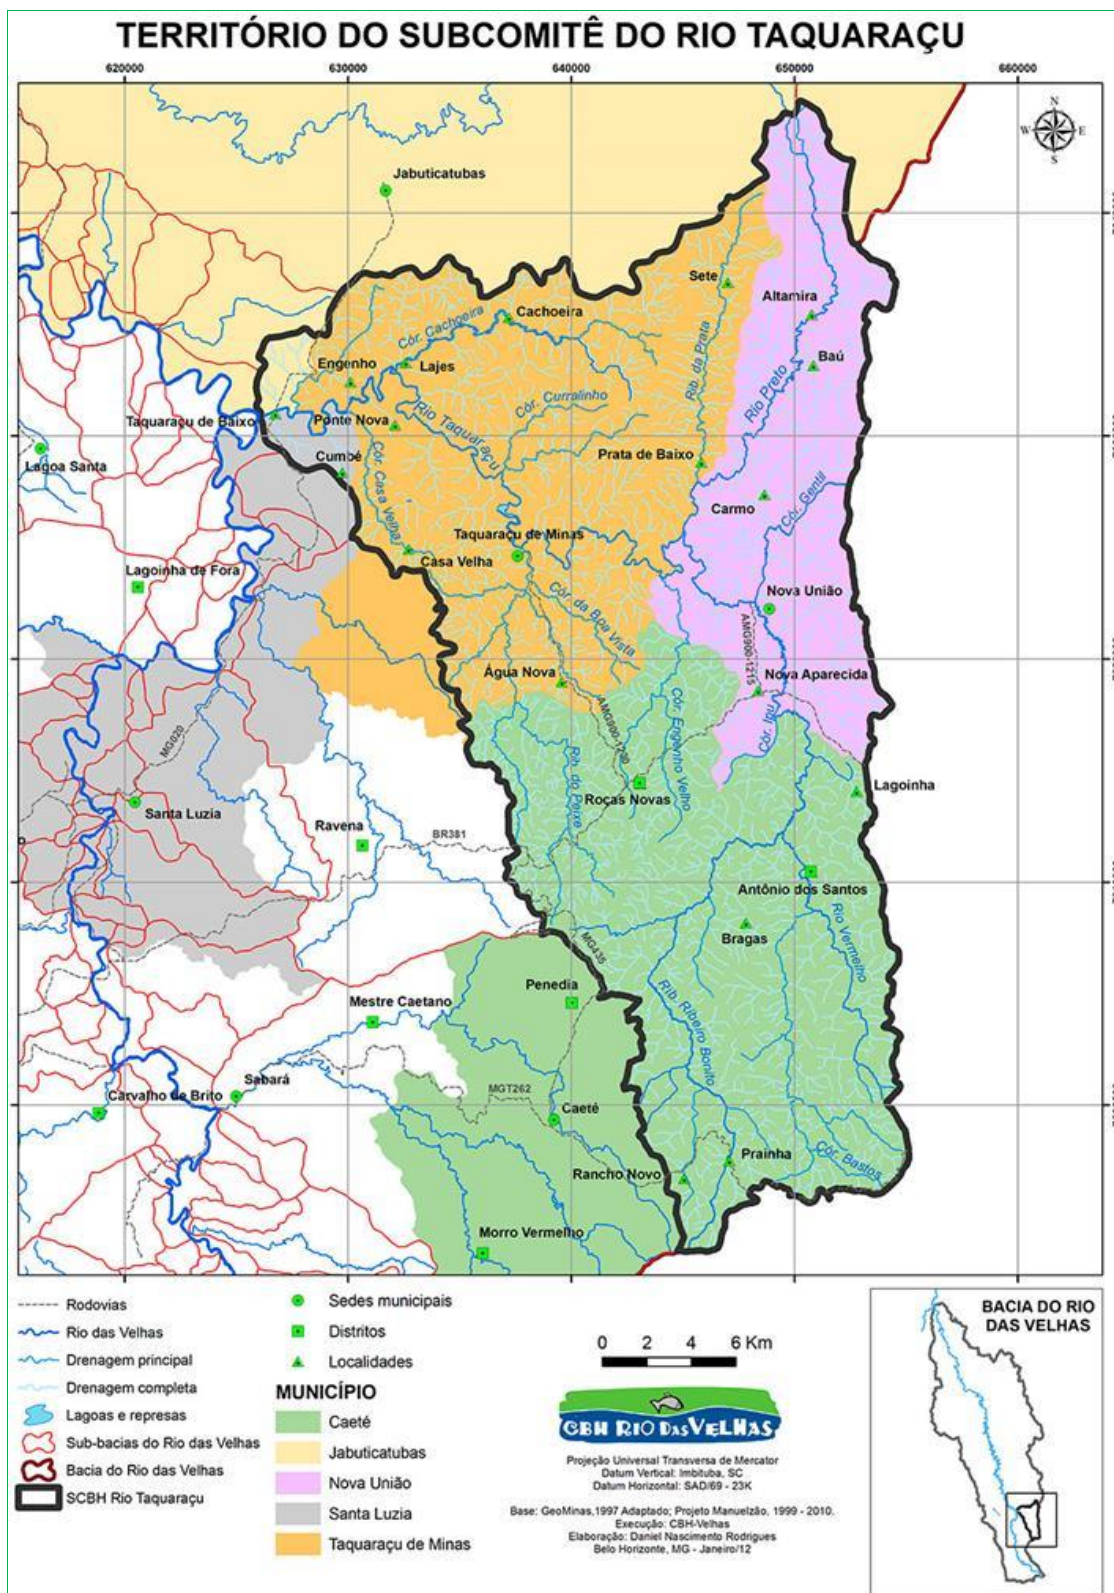 TERRITÓRIO DO SUBCOMITÊ DO RIO TAQUARAÇU
620000 630000 640000 650000 660000
N
W E
S
Jabuticatubas
Sete
Altamira
Cachoeira
Cór. Cachoeira
Baú
Engenho
Lajes
Rib. da Prata
Rio Preto
Cór. Curralinho
Taquaraçu de Baixo
Ponte Nova
Rio Taquaraçu
Cumbé
Prata de Baixo
Lagoa Santa
Cór. Casa Velha
Carmo
Cór. Gentil
Taquaraçu de Minas
Casa Velha
Lagoinha de Fora
Cór. da Boa Vista
Nova União
AMG900-1215
Água Nova
Nova Aparecida
Cór. Engenho Velho
Cór. Igu
AMG900-1230
MG020
Rib. do Peixe
Roças Novas
Lagoinha
Santa Luzia
Ravena
BR381
Antônio dos Santos
Bragas
Rio Vermelho
MG435
Penedia
Mestre Caetano
Rib. Ribeiro Bonito
Sabará
MGT262
Carvalho de Brito
Caeté
Prainha
Cór. Bastos
Rancho Novo
Morro Vermelho
Rodovias
Rio das Velhas
Drenagem principal
Drenagem completa
Lagoas e represas
Sub-bacias do Rio das Velhas
Bacia do Rio das Velhas
SCBH Rio Taquaraçu
Sedes municipais
Distritos
Localidades
MUNICÍPIO
Caeté
Jabuticatubas
Nova União
Santa Luzia
Taquaraçu de Minas
0 2 4 6 Km
CBH RIO DAS VELHAS
Projeção Universal Transversa de Mercator
Datum Vertical: Imbituba, SC
Datum Horizontal: SAD/69 - 23K
Base: GeoMinas,1997 Adaptado; Projeto Manuelzão, 1999 - 2010.
Execução: CBH-Velhas
Elaboração: Daniel Nascimento Rodrigues
Belo Horizonte, MG - Janeiro/12
BACIA DO RIO
DAS VELHAS